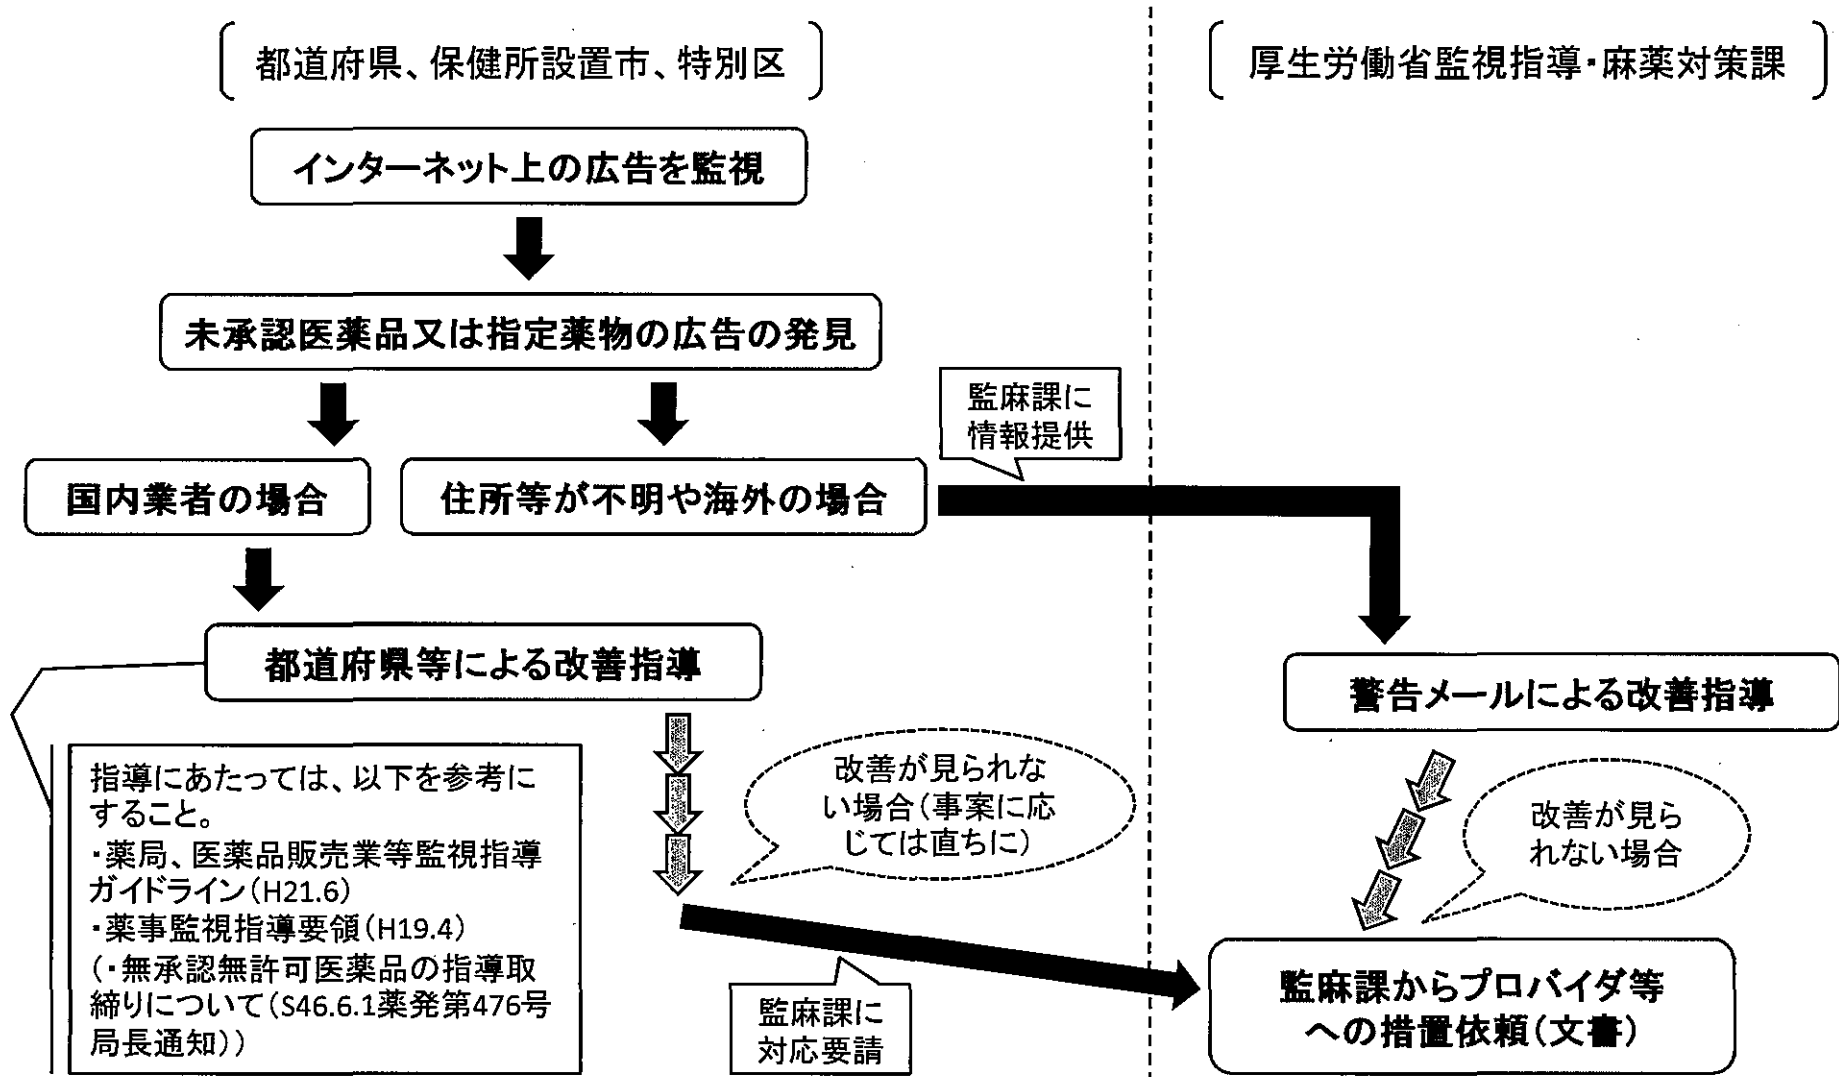 都道府県、保健所設置市、特別区
厚生労働省監視指導・麻薬対策課
インターネット上の広告を監視
未承認医薬品又は指定薬物の広告の発見
監麻課に
情報提供
国内業者の場合
住所等が不明や海外の場合
都道府県等による改善指導
警告メールによる改善指導
指導にあたっては、以下を参考に
すること。
・薬局、医薬品販売業等監視指導
ガイドライン(H21.6)
・薬事監視指導要領(H19.4)
(・無承認無許可医薬品の指導取
締りについて(S46.6.1薬発第476号
局長通知))
改善が見られな
い場合(事案に応
じては直ちに)
改善が見ら
れない場合
監麻課に
対応要請
監麻課からプロバイダ等
への措置依頼(文書)